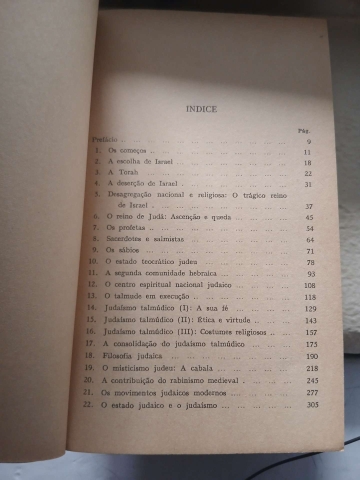 INDICE
Pág.
Prefácio .. 9
1. Os começos .. 11
2. A escolha de Israel 18
3. A Torah 22
4. A deserção de Israel 31
5. Desagregação nacional e religiosa: O trágico reino
de Israel 37
6. O reino de Judá: Ascenção e queda 45
7. Os profetas 54
8. Sacerdotes e salmistas 64
9. Os sábios 71
10. O estado teocrático judeu 78
11. A segunda comunidade hebraica 93
12. O centro espiritual nacional judaico 108
13. O talmude em execução 118
14. Judaísmo talmúdico (I): A sua fé 129
15. Judaísmo talmúdico (II): Ética e virtude 143
16. Judaísmo talmúdico (III): Costumes religiosos 157
17. A consolidação do judaísmo talmúdico 175
18. Filosofia judaica 190
19. O misticismo judeu: A cabala 218
20. A contribuição do rabinismo medieval 245
21. Os movimentos judáicos modernos 277
22. O estado judaico e o judaísmo 305